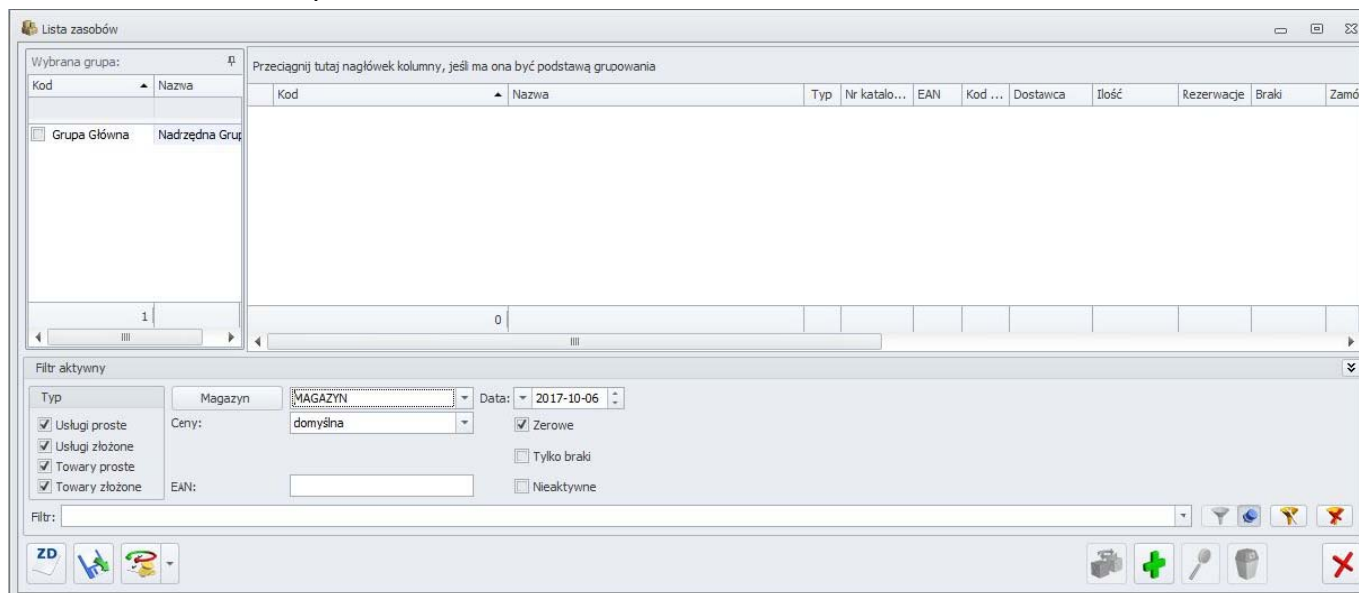 Lista zasobów
Wybrana grupa:
Kod Nazwa
Grupa Główna Nadrzędna Grup
1
Przeciągnij tutaj nagłówek kolumny, jeśli ma ona być podstawą grupowania
Kod Nazwa Typ Nr katalo... EAN Kod ... Dostawca Ilość Rezerwacje Braki Zamó
0
Filtr aktywny
Typ
Usługi proste
Usługi złożone
Towary proste
Towary złożone
Magazyn MAGAZYN Data: 2017-10-06
Ceny: domyślna Zerowe
Tylko braki
EAN: Nieaktywne
Filtr:
ZD